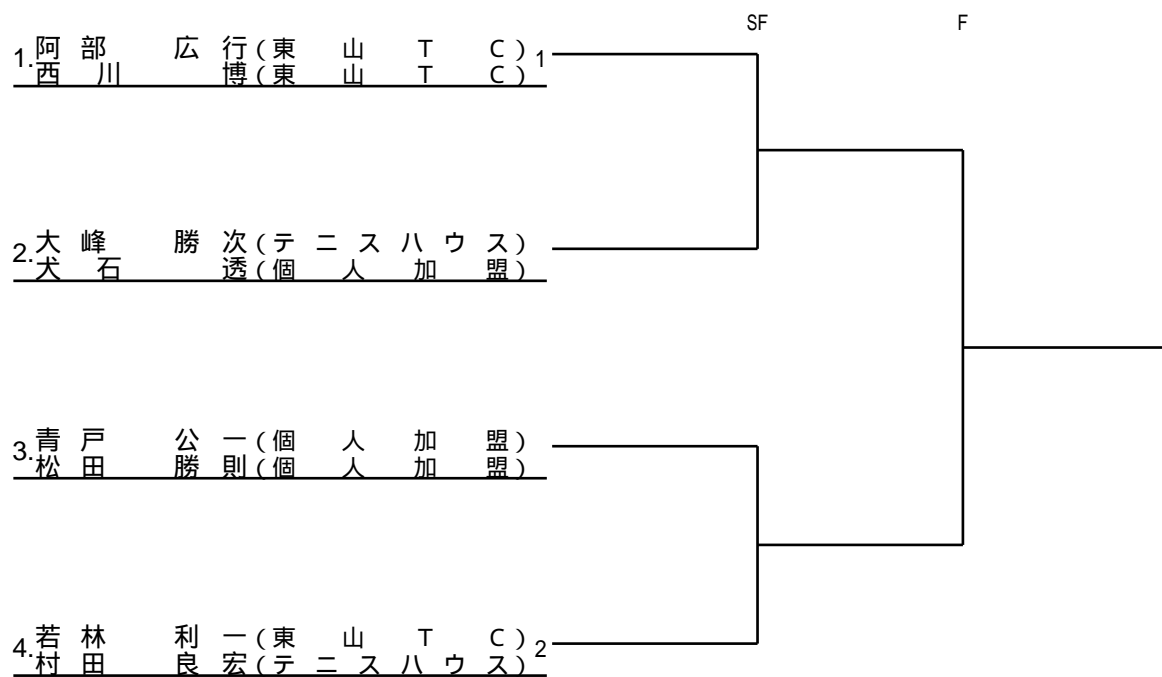 SF F
1. 阿部 広行(東山TC) 1
西川 博(東山TC)
2. 大峰 勝次(テニスハウス)
犬石 透(個人加盟)
3. 青戸 公一(個人加盟)
松田 勝則(個人加盟)
4. 若林 利一(東山TC) 2
村田 良宏(テニスハウス)